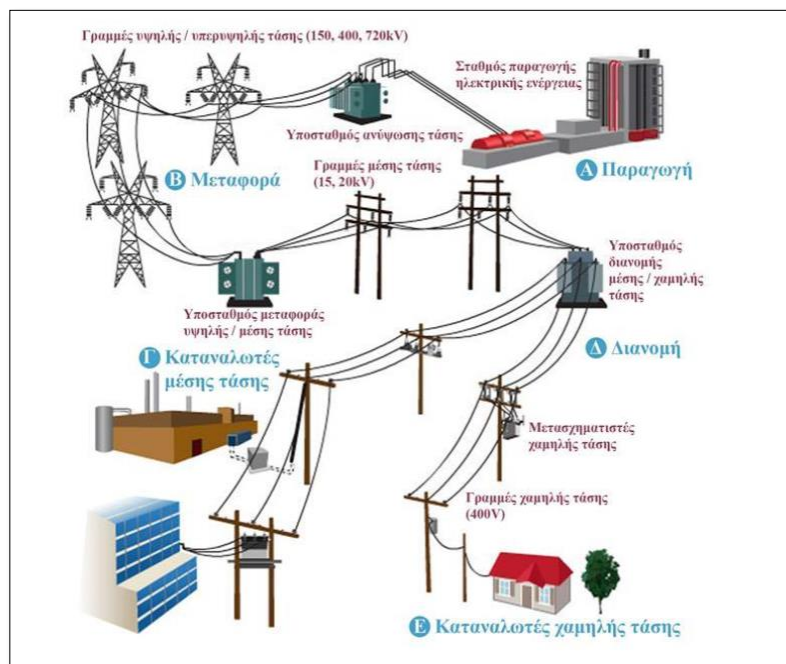 Γραμμές υψηλής / υπερυψηλής τάσης (150, 400, 720kV)
Σταθμός παραγωγής
ηλεκτρικής ενέργειας
Υποσταθμός ανύψωσης τάσης
Β Μεταφορά
Γραμμές μέσης τάσης
(15, 20kV)
Α Παραγωγή
Υποσταθμός
διανομής
μέσης / χαμηλής
τάσης
Υποσταθμός μεταφοράς
υψηλής / μέσης τάσης
Γ Καταναλωτές
μέσης τάσης
Δ Διανομή
Μετασχηματιστές
χαμηλής τάσης
Γραμμές χαμηλής τάσης
(400V)
Ε Καταναλωτές χαμηλής τάσης